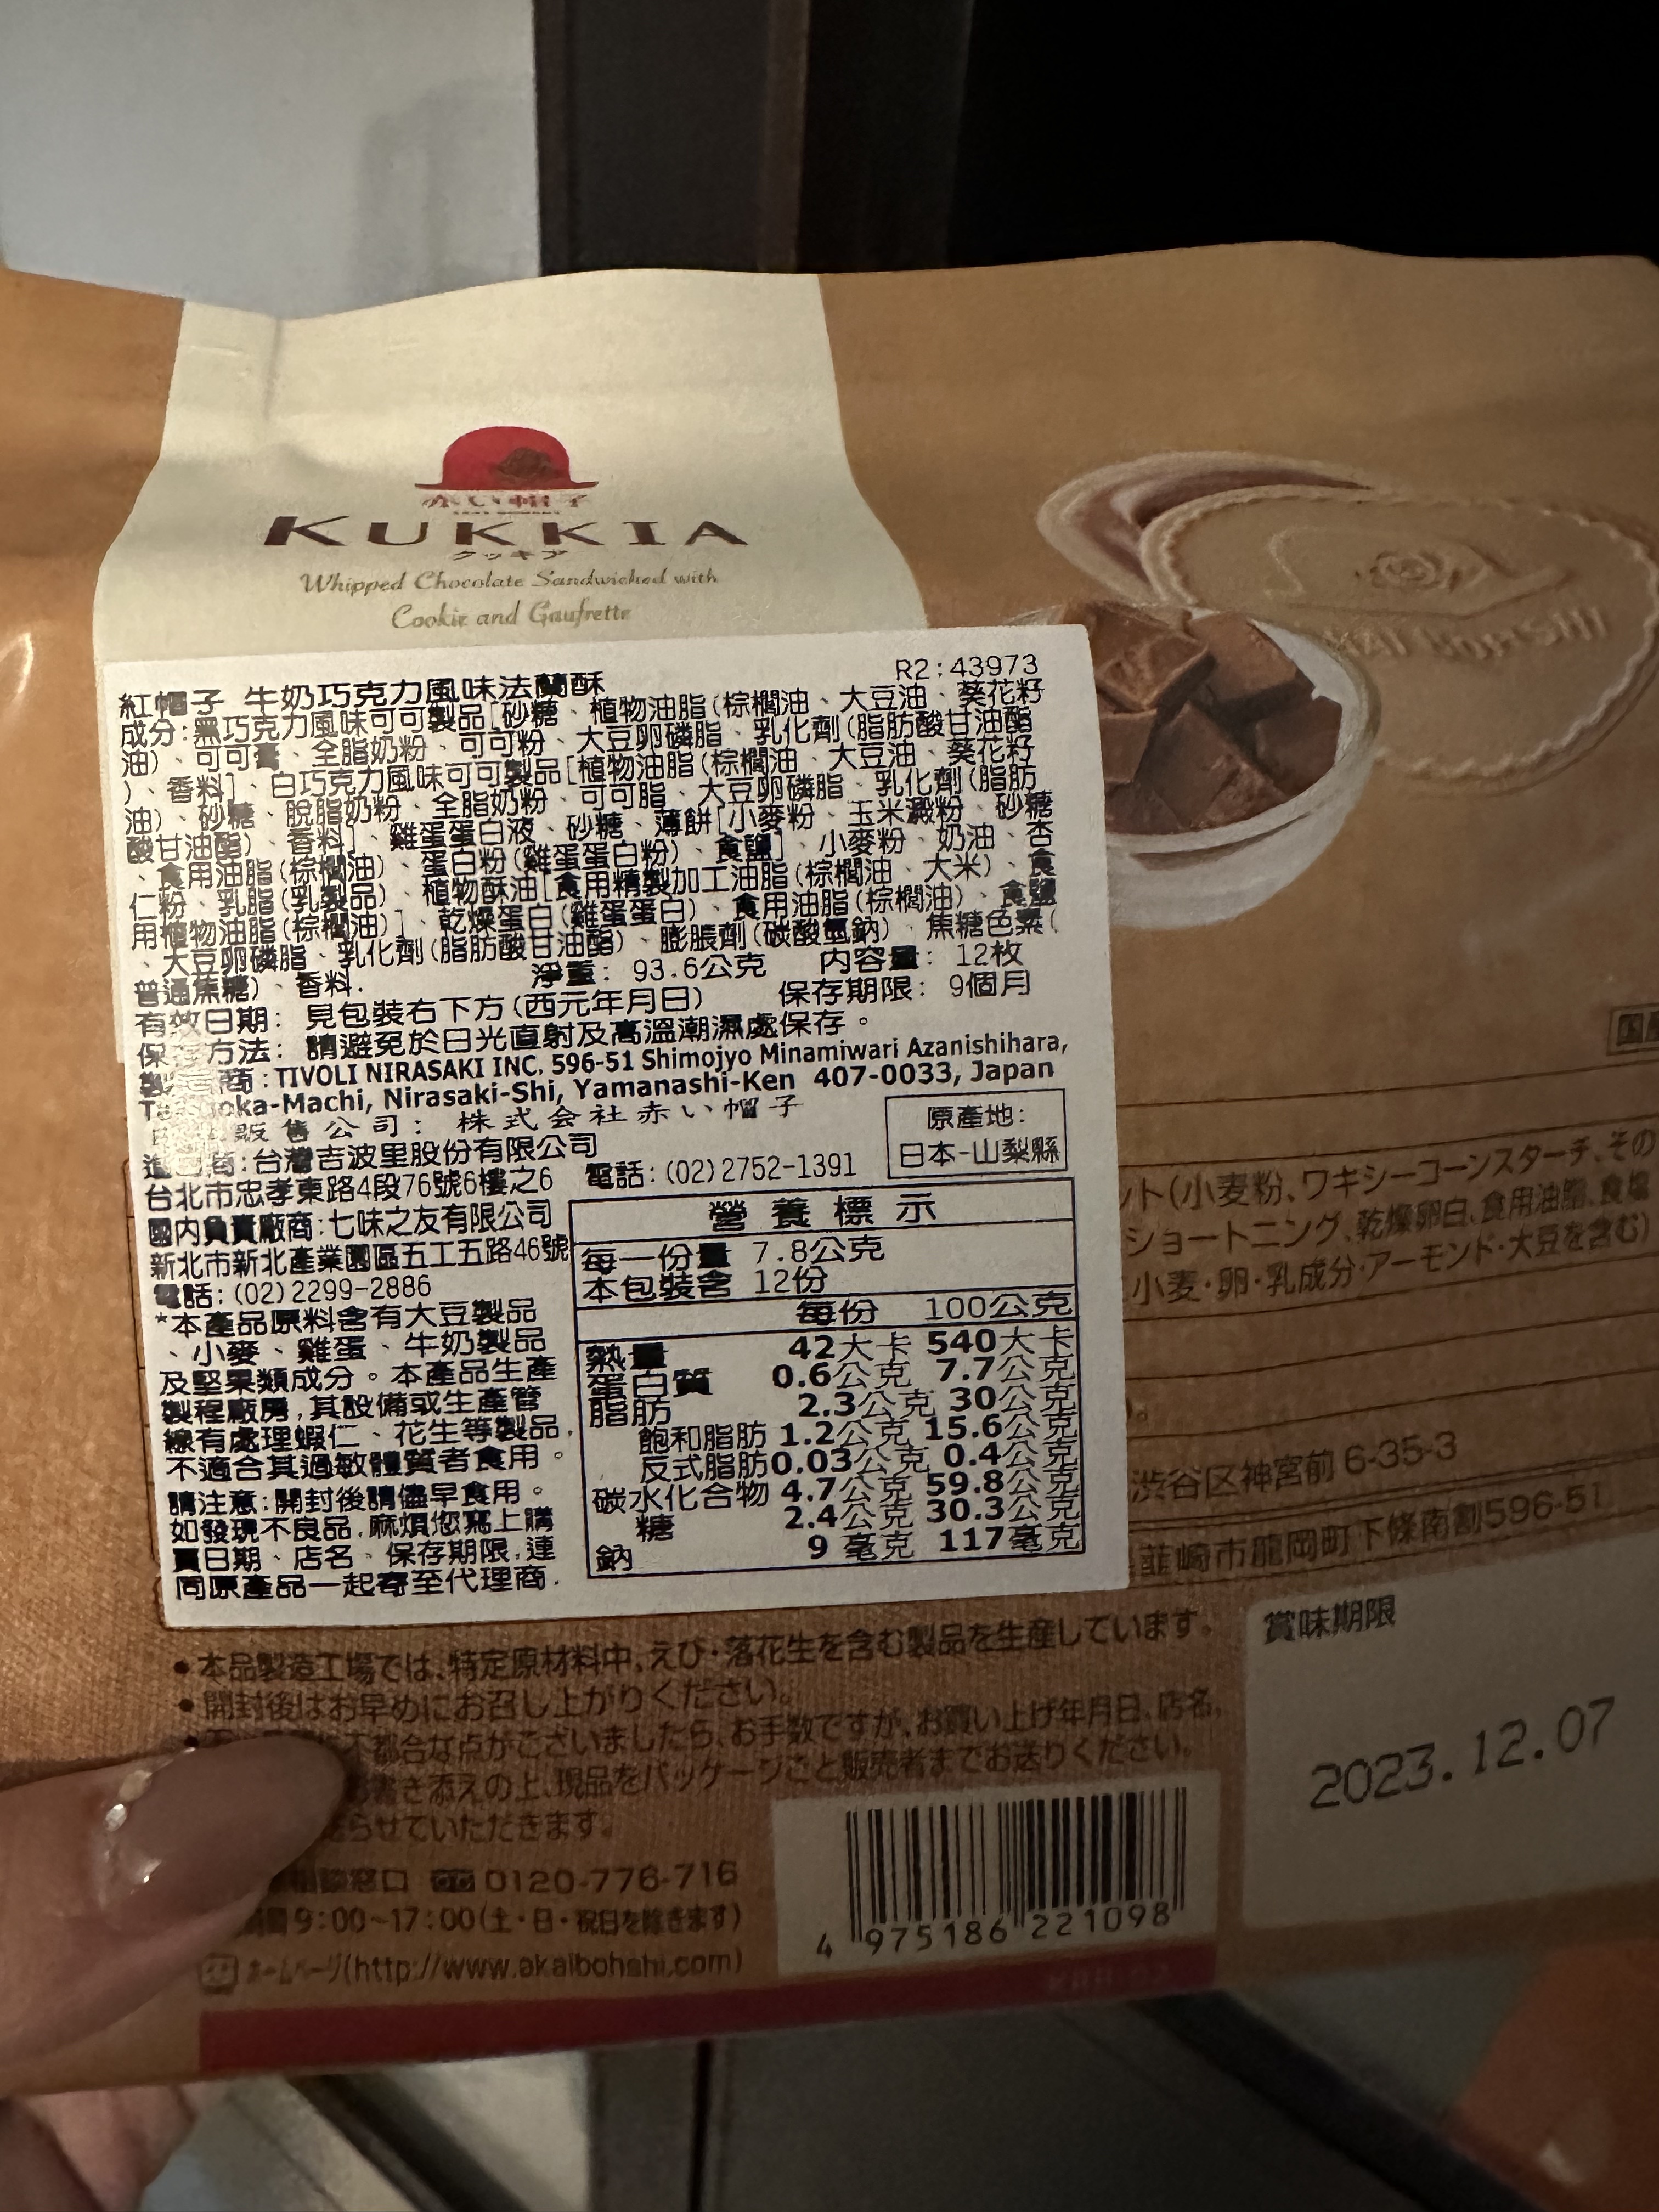 赤い帽子
KUKKIA
クッキア
Whipped Chocolate Sandwiched with
Cookie and Gaufrette
R2:43973
紅帽子 牛奶巧克力風味法蘭酥
成分:黑巧克力風味可可製品[砂糖、植物油脂(棕櫚油、大豆油、葵花籽
油)、可可膏、全脂奶粉、可可粉、大豆卵磷脂、乳化劑(脂肪酸甘油酯
)、香料]、白巧克力風味可可製品[植物油脂(棕櫚油、大豆油、葵花籽
油)、砂糖、脫脂奶粉、全脂奶粉、可可脂、大豆卵磷脂、乳化劑(脂肪
酸甘油酯)、香料]、雞蛋蛋白液、砂糖、薄餅[小麥粉、玉米澱粉、砂糖
、食用油脂(棕櫚油)、蛋白粉(雞蛋蛋白粉)、食鹽]、小麥粉、奶油、杏
仁粉、乳脂(乳製品)、植物酥油[食用精製加工油脂(棕櫚油、大米)、食
用植物油脂(棕櫚油)]、乾燥蛋白(雞蛋蛋白)、食用油脂(棕櫚油)、食鹽
、大豆卵磷脂、乳化劑(脂肪酸甘油酯)、膨脹劑(碳酸氫鈉)、焦糖色素(
普通焦糖)、香料.
淨重: 93.6公克 內容量: 12枚
有效日期: 見包裝右下方(西元年月日) 保存期限: 9個月
保存方法: 請避免於日光直射及高溫潮濕處保存。
製造商:TIVOLI NIRASAKI INC. 596-51 Shimojyo Minamiwari Azanishihara,
oka-Machi, Nirasaki-Shi, Yamanashi-Ken 407-0033, Japan
販售公司: 株式会社赤い帽子
原產地:
日本-山梨縣
商:台灣吉波里股份有限公司
台北市忠孝東路4段76號6樓之6 電話:(02)2752-1391
國內負責廠商:七味之友有限公司
新北市新北產業園區五工五路46號
電話:(02)2299-2886
*本產品原料含有大豆製品
、小麥、雞蛋、牛奶製品
及堅果類成分。本產品生產
製程廠房,其設備或生產管
線有處理蝦仁、花生等製品,
不適合其過敏體質者食用。
請注意:開封後請儘早食用。
如發現不良品,麻煩您寫上購
買日期、店名、保存期限,連
同原產品一起寄至代理商.
營養標示
每一份量 7.8公克
本包裝含 12份
每份 100公克
熱量 42大卡 540大卡
蛋白質 0.6公克 7.7公克
脂肪 2.3公克 30公克
飽和脂肪 1.2公克 15.6公克
反式脂肪 0.03公克 0.4公克
碳水化合物 4.7公克 59.8公克
糖 2.4公克 30.3公克
鈉 9 毫克 117毫克
ット(小麦粉、ワキシーコーンスターチ、その
ショートニング、乾燥卵白、食用油脂、食塩
小麦・卵・乳成分・アーモンド・大豆を含む)
渋谷区神宮前 6-35-3
韮崎市龍岡町下條南割596-51
•本品製造工場では、特定原材料中、えび・落花生を含む製品を生産しています。
•開封後はお早めにお召し上がりください。
不都合な点がございましたら、お手数ですが、お買い上げ年月日、店名、
書き添えの上、現品をパッケージごと販売者までお送りください。
らせていただきます。
窓口 0120-776-716
9:00~17:00(土・日・祝日を除きます)
ホームページ(http://www.akaibohshi.com)
賞味期限
2023.12.07
4 975186 221098